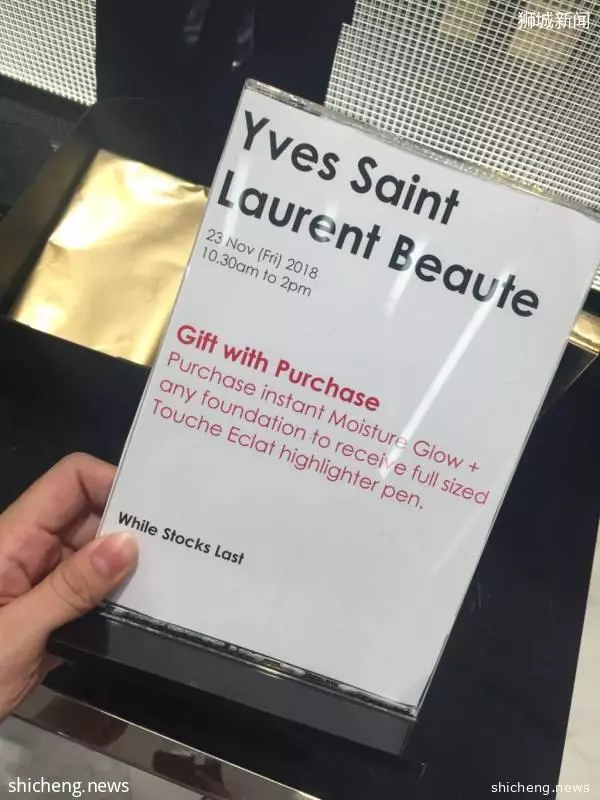 狮城新闻
Yves Saint
Laurent Beaute
23 Nov (Fri) 2018
10.30am to 2pm
Gift with Purchase
Purchase instant Moisture Glow +
any foundation to receive full sized
Touche Eclat highlighter pen.
While Stocks Last
shicheng.news
shicheng.news